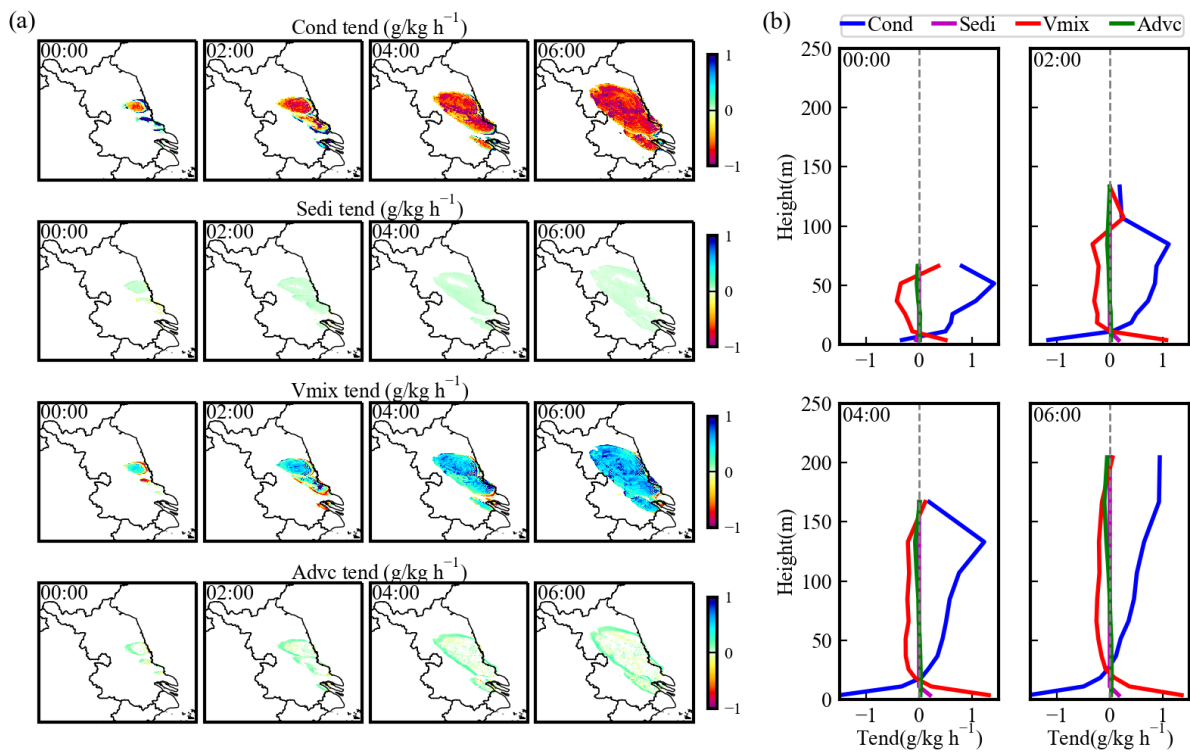 (a)
Cond tend (g/kg h⁻¹)
00:00 02:00 04:00 06:00
1
0
−1
Sedi tend (g/kg h⁻¹)
00:00 02:00 04:00 06:00
1
0
−1
Vmix tend (g/kg h⁻¹)
00:00 02:00 04:00 06:00
1
0
−1
Advc tend (g/kg h⁻¹)
00:00 02:00 04:00 06:00
1
0
−1
(b)
Cond Sedi Vmix Advc
00:00 02:00
250
200
150
100
50
0
Height(m)
−1 0 1 −1 0 1
04:00 06:00
250
200
150
100
50
0
Height(m)
−1 0 1 −1 0 1
Tend(g/kg h⁻¹) Tend(g/kg h⁻¹)